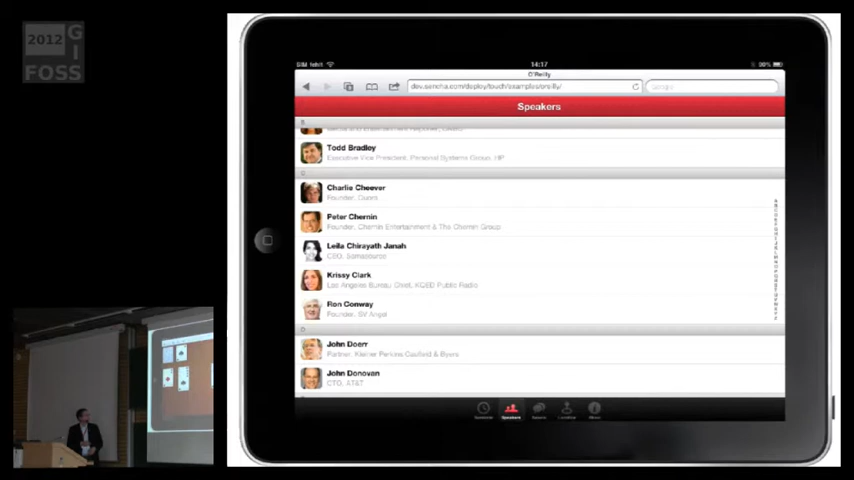 2012
GI
FOSS
14:17
O'Reilly
dev.sencha.com/deploy/touch/examples/oreilly/
Google
Speakers
B
Todd Bradley
Executive Vice President, Personal Systems Group, HP
C
Charlie Cheever
Founder, Quora
Peter Chernin
Founder, Chernin Entertainment & The Chernin Group
Leila Chirayath Janah
CEO, Samasource
Krissy Clark
Los Angeles Bureau Chief, KQED Public Radio
Ron Conway
Founder, SV Angel
D
John Doerr
Partner, Kleiner Perkins Caufield & Byers
John Donovan
CTO, AT&T
Speakers